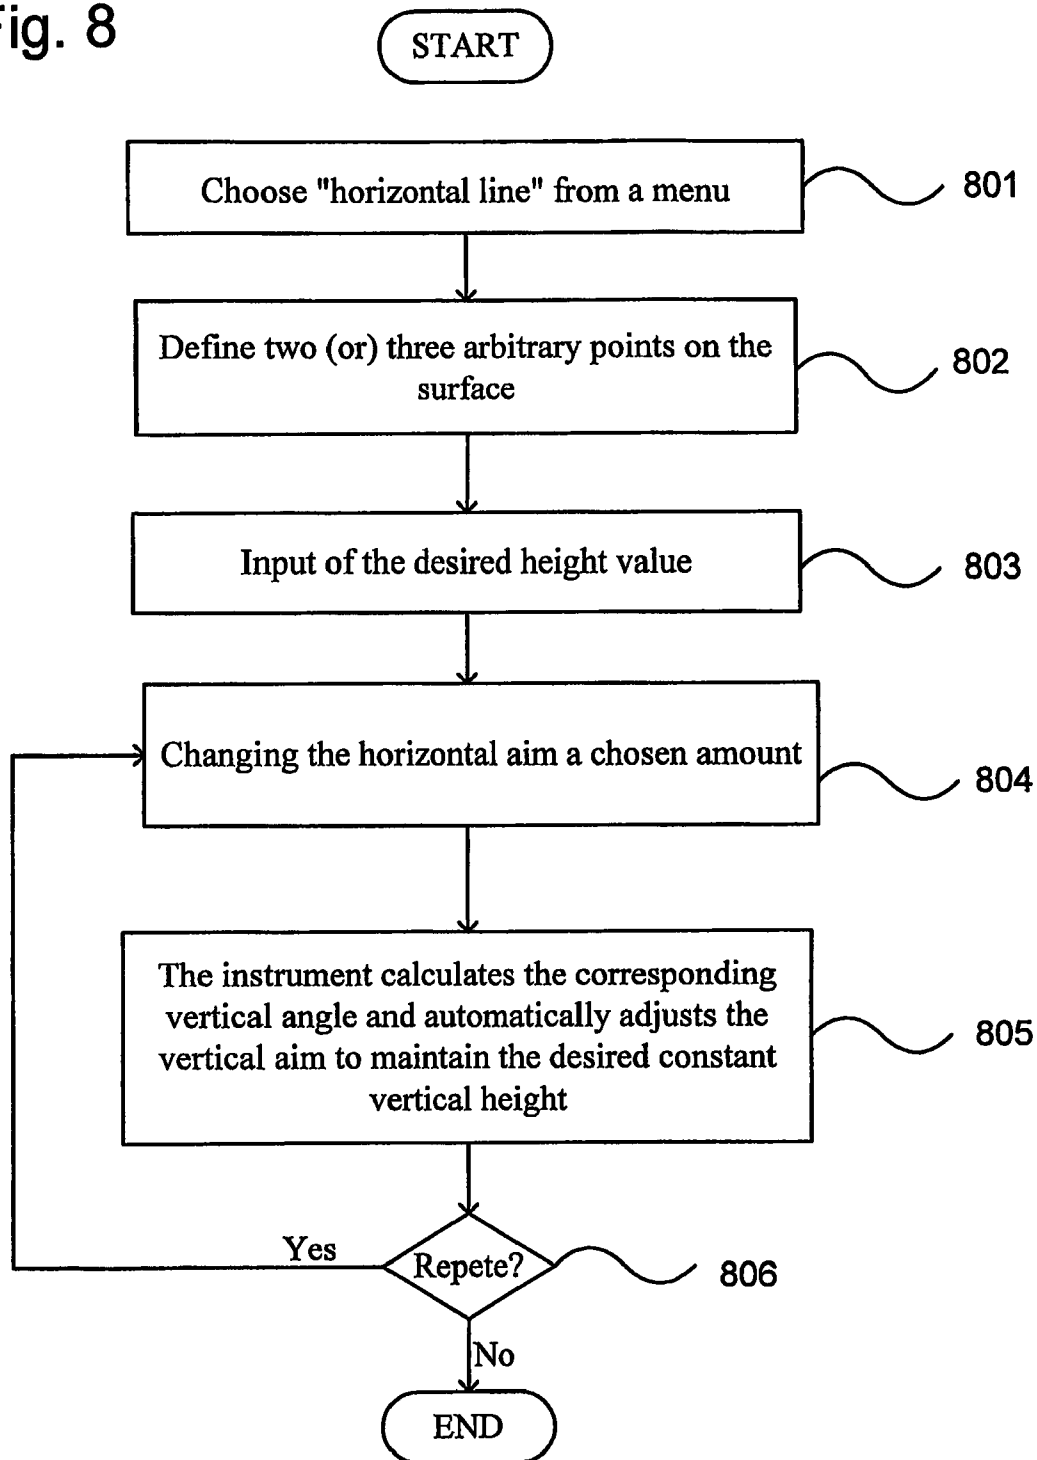 Fig. 8
START
Choose "horizontal line" from a menu
801
Define two (or) three arbitrary points on the
surface
802
Input of the desired height value
803
Changing the horizontal aim a chosen amount
804
The instrument calculates the corresponding
vertical angle and automatically adjusts the
vertical aim to maintain the desired constant
vertical height
805
Yes
Repete?
806
No
END